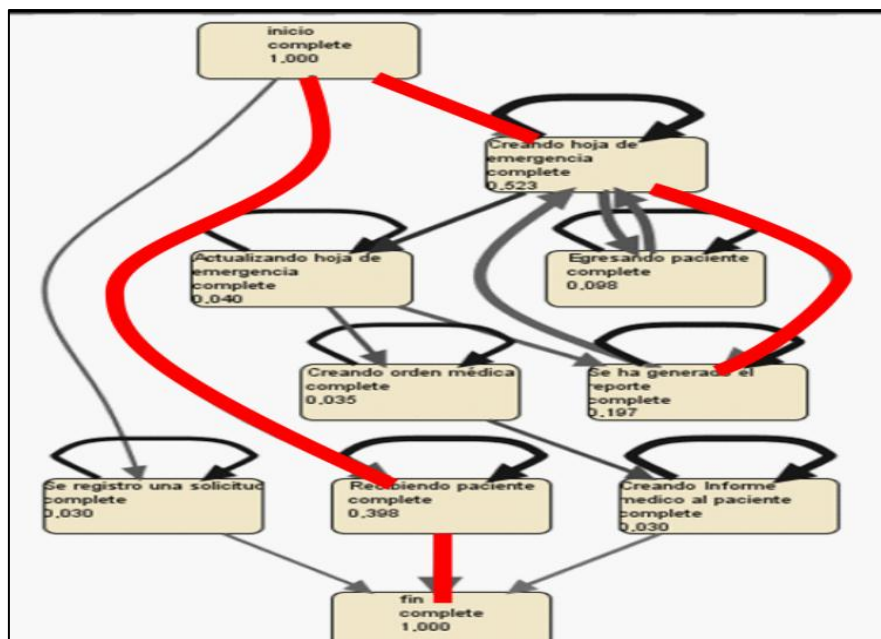 inicio
complete
1,000
Creando hoja de
emergencia
complete
0,523
Actualizando hoja de
emergencia
complete
0,040
Egresando paciente
complete
0,098
Creando orden médica
complete
0,035
Se ha generado el
reporte
complete
0,197
Se registro una solicitud
complete
0,030
Recibiendo paciente
complete
0,398
Creando Informe
medico al paciente
complete
0,030
fin
complete
1,000